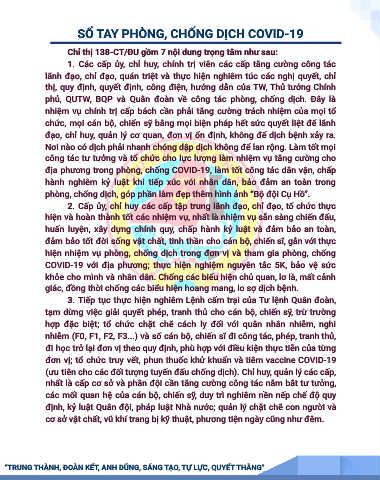 SỔ TAY PHÒNG, CHỐNG DỊCH COVID-19
Chỉ thị 138-CT/ĐU gồm 7 nội dung trọng tâm như sau:
1. Các cấp ủy, chỉ huy, chính trị viên các cấp tăng cường công tác
lãnh đạo, chỉ đạo, quán triệt và thực hiện nghiêm túc các nghị quyết, chỉ
thị, quy định, quyết định, công điện, hướng dẫn của TW, Thủ tướng Chính
phủ, QUTW, BQP và Quân đoàn về công tác phòng, chống dịch. Đây là
nhiệm vụ chính trị cấp bách cần phải tăng cường trách nhiệm của mọi tổ
chức, mọi cán bộ, chiến sỹ bằng mọi biện pháp hết sức quyết liệt để lãnh
đạo, chỉ huy, quản lý cơ quan, đơn vị ổn định, không để dịch bệnh xảy ra.
Nơi nào có dịch phải nhanh chóng dập dịch không để lan rộng. Làm tốt mọi
công tác tư tưởng và tổ chức cho lực lượng làm nhiệm vụ tăng cường cho
địa phương trong phòng, chống COVID-19, làm tốt công tác dân vận, chấp
hành nghiêm kỷ luật khi tiếp xúc với nhân dân, bảo đảm an toàn trong
phòng, chống dịch, góp phần làm đẹp thêm hình ảnh "Bộ đội Cụ Hồ".
2. Cấp ủy, chỉ huy các cấp tập trung lãnh đạo, chỉ đạo, tổ chức thực
hiện và hoàn thành tốt các nhiệm vụ, nhất là nhiệm vụ sẵn sàng chiến đấu,
huấn luyện, xây dựng chính quy, chấp hành kỷ luật và đảm bảo an toàn,
đảm bảo tốt đời sống vật chất, tinh thần cho cán bộ, chiến sĩ, gắn với thực
hiện nhiệm vụ phòng, chống dịch trong đơn vị và tham gia phòng, chống
COVID-19 với địa phương; thực hiện nghiêm nguyên tắc 5K, bảo vệ sức
khỏe cho mình và nhân dân. Chống các biểu hiện chủ quan, lơ là, mất cảnh
giác, đồng thời chống các biểu hiện hoang mang, lo sợ dịch bệnh.
3. Tiếp tục thực hiện nghiêm Lệnh cấm trại của Tư lệnh Quân đoàn,
tạm dừng việc giải quyết phép, tranh thủ cho cán bộ, chiến sỹ, trừ trường
hợp đặc biệt; tổ chức chặt chẽ cách ly đối với quân nhân nhiễm, nghi
nhiễm (F0, F1, F2, F3...) và số cán bộ, chiến sĩ đi công tác, phép, tranh thủ,
đi học trở lại đơn vị theo quy định, phù hợp với điều kiện thực tiễn của từng
đơn vị; tổ chức truy vết, phun thuốc khử khuẩn và tiêm vaccine COVID-19
(ưu tiên cho các đối tượng tuyến đầu chống dịch). Chỉ huy, quản lý các cấp,
nhất là cấp cơ sở và phân đội cần tăng cường công tác nắm bắt tư tưởng,
các mối quan hệ của cán bộ, chiến sỹ, duy trì nghiêm nền nếp chế độ quy
định, kỷ luật Quân đội, pháp luật Nhà nước; quản lý chặt chẽ con người và
cơ sở vật chất, vũ khí trang bị kỹ thuật, phương tiện ngày cũng như đêm.
"TRUNG THÀNH, ĐOÀN KẾT, ANH DŨNG, SÁNG TẠO, TỰ LỰC, QUYẾT THẮNG"